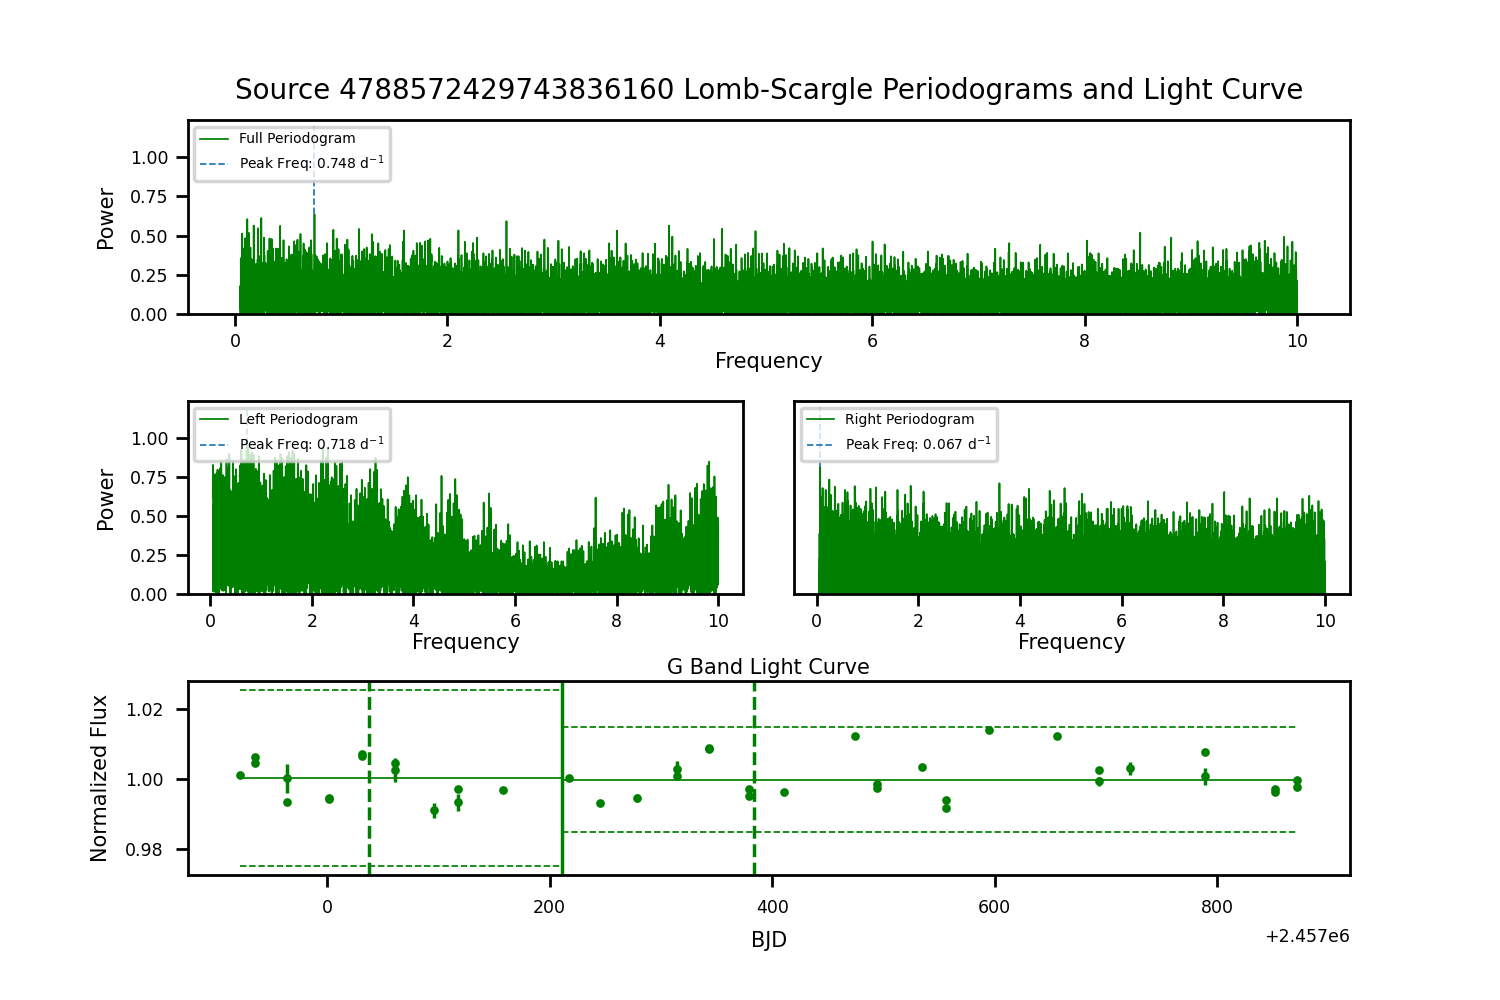 Source 4788572429743836160 Lomb-Scargle Periodograms and Light Curve
Full Periodogram
Peak Freq: 0.748 d⁻¹
Power
1.00
0.75
0.50
0.25
0.00
0 2 4 6 8 10
Frequency
Left Periodogram
Peak Freq: 0.718 d⁻¹
Power
1.00
0.75
0.50
0.25
0.00
0 2 4 6 8 10
Frequency
Right Periodogram
Peak Freq: 0.067 d⁻¹
0 2 4 6 8 10
Frequency
G Band Light Curve
Normalized Flux
1.02
1.00
0.98
0 200 400 600 800
BJD
+2.457e6